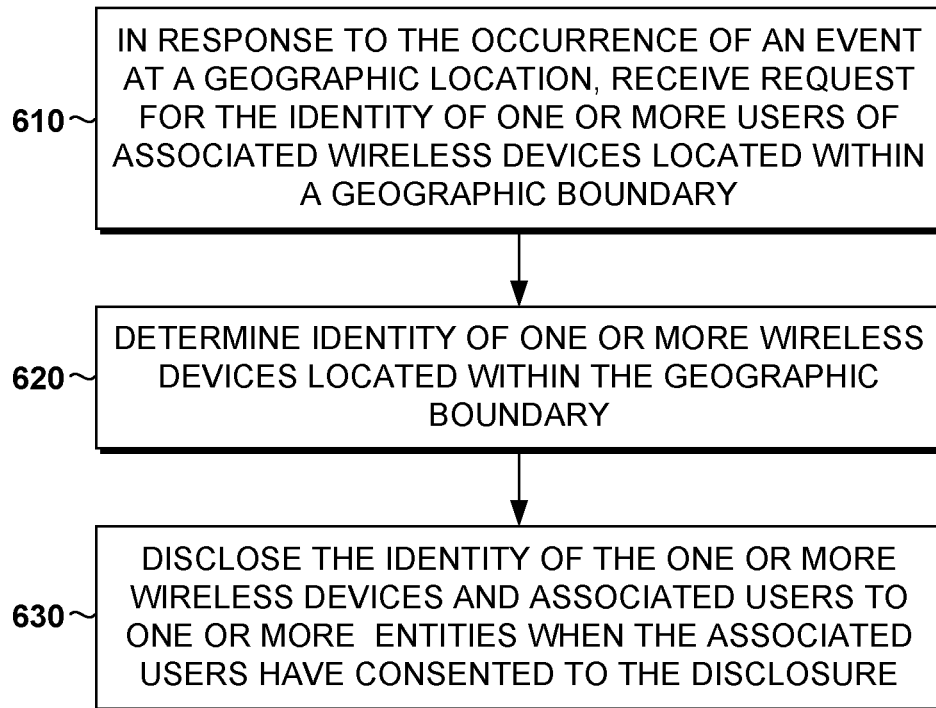 IN RESPONSE TO THE OCCURRENCE OF AN EVENT
AT A GEOGRAPHIC LOCATION, RECEIVE REQUEST
610 FOR THE IDENTITY OF ONE OR MORE USERS OF
ASSOCIATED WIRELESS DEVICES LOCATED WITHIN
A GEOGRAPHIC BOUNDARY
DETERMINE IDENTITY OF ONE OR MORE WIRELESS
620 DEVICES LOCATED WITHIN THE GEOGRAPHIC
BOUNDARY
DISCLOSE THE IDENTITY OF THE ONE OR MORE
WIRELESS DEVICES AND ASSOCIATED USERS TO
630 ONE OR MORE ENTITIES WHEN THE ASSOCIATED
USERS HAVE CONSENTED TO THE DISCLOSURE